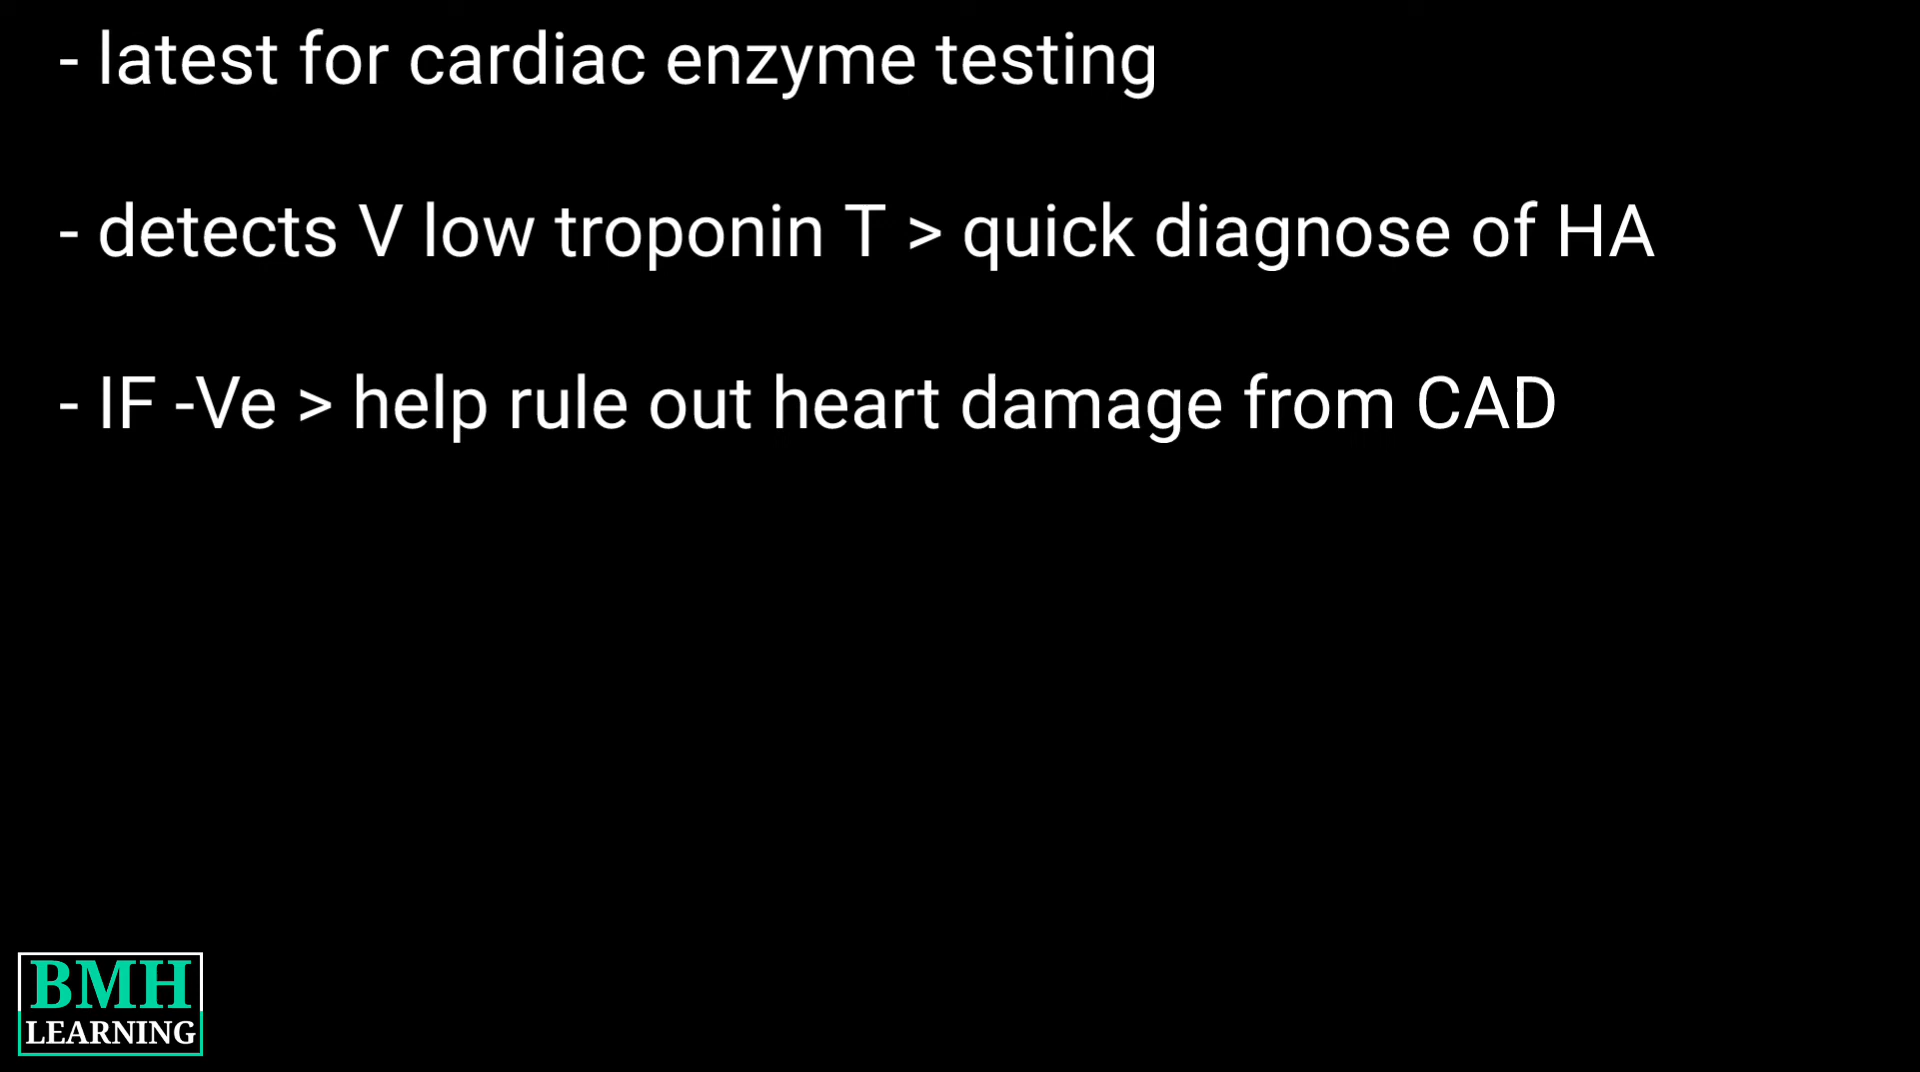 - latest for cardiac enzyme testing
- detects V low troponin T > quick diagnose of HA
- IF -Ve > help rule out heart damage from CAD
BMH
LEARNING